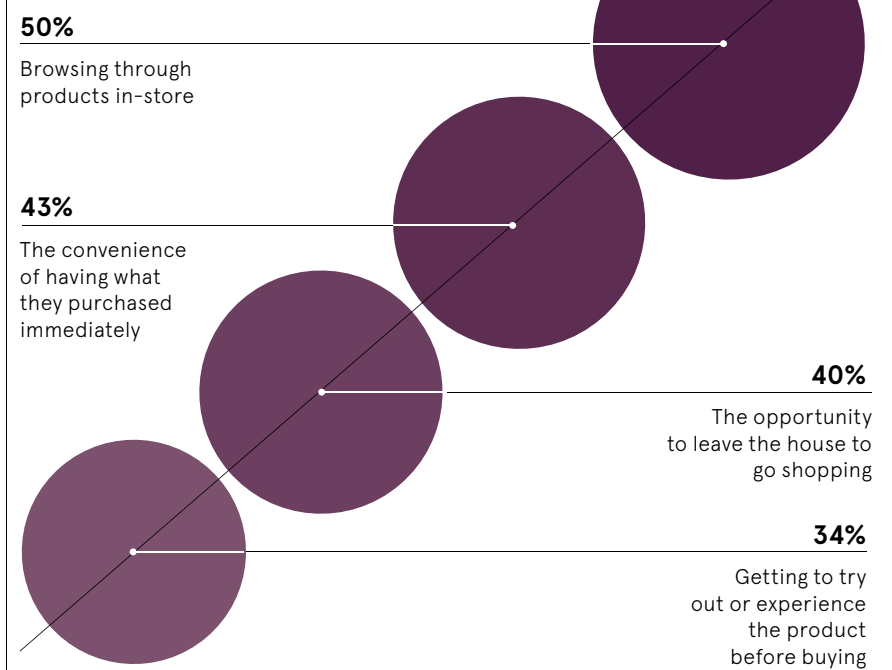 50%
Browsing through
products in-store
43%
The convenience
of having what
they purchased
immediately
40%
The opportunity
to leave the house to
go shopping
34%
Getting to try
out or experience
the product
before buying